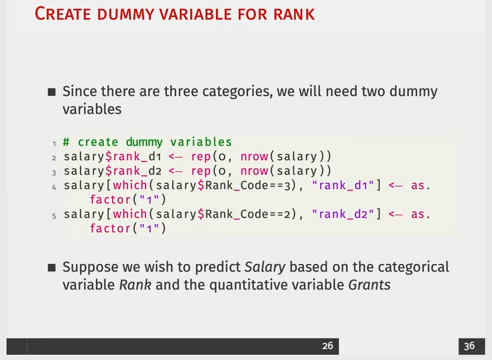 CREATE DUMMY VARIABLE FOR RANK
■ Since there are three categories, we will need two dummy
variables
1 # create dummy variables
2 salary$rank_d1 <— rep(0, nrow(salary))
3 salary$rank_d2 <— rep(0, nrow(salary))
4 salary[which(salary$Rank_Code==3), "rank_d1"] <— as.
factor("1")
5 salary[which(salary$Rank_Code==2), "rank_d2"] <— as.
factor("1")
■ Suppose we wish to predict Salary based on the categorical
variable Rank and the quantitative variable Grants
26 36